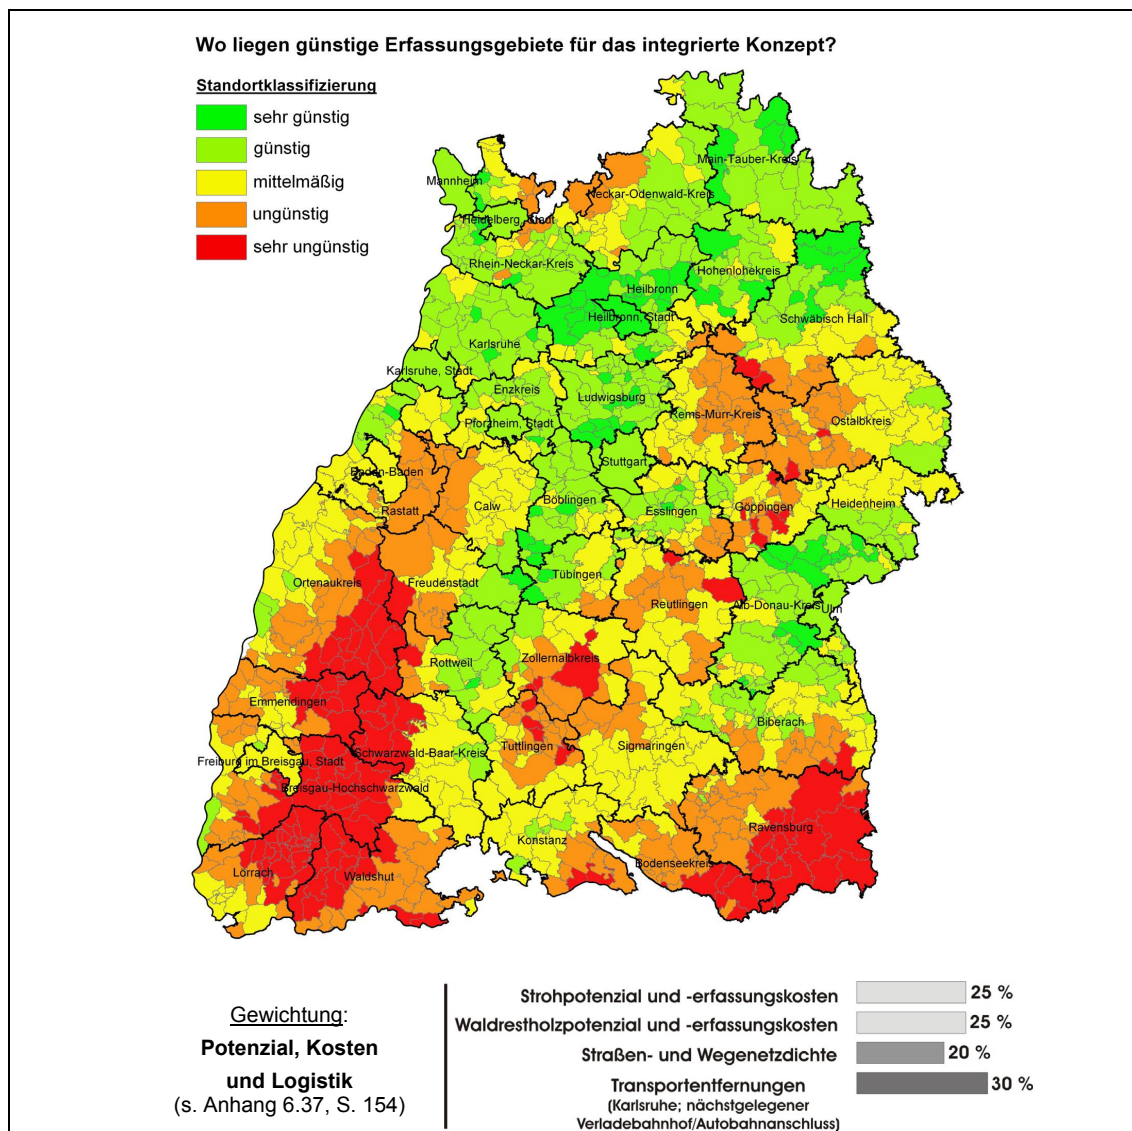 Wo liegen günstige Erfassungsgebiete für das integrierte Konzept?
Standortklassifizierung
sehr günstig
günstig
mittelmäßig
ungünstig
sehr ungünstig
Main-Tauber-Kreis
Mannheim
Neckar-Odenwald-Kreis
Heidelberg, Stadt
Rhein-Neckar-Kreis
Hohenlohekreis
Heilbronn
Heilbronn, Stadt
Schwäbisch Hall
Karlsruhe
Karlsruhe, Stadt
Enzkreis
Ludwigsburg
Rems-Murr-Kreis
Ostalbkreis
Pforzheim, Stadt
Stuttgart
Baden-Baden
Rastatt
Calw
Böblingen
Esslingen
Göppingen
Heidenheim
Ortenaukreis
Freudenstadt
Tübingen
Reutlingen
Alb-Donau-Kreis
Ulm
Rottweil
Zollernalbkreis
Emmendingen
Biberach
Schwarzwald-Baar-Kreis
Tuttlingen
Sigmaringen
Freiburg im Breisgau, Stadt
Breisgau-Hochschwarzwald
Ravensburg
Konstanz
Bodenseekreis
Lörrach
Waldshut
Gewichtung:
Potenzial, Kosten
und Logistik
(s. Anhang 6.37, S. 154)
Strohpotenzial und -erfassungskosten 25 %
Waldrestholzpotenzial und -erfassungskosten 25 %
Straßen- und Wegenetzdichte 20 %
Transportentfernungen 30 %
(Karlsruhe; nächstgelegener
Verladebahnhof/Autobahnanschluss)